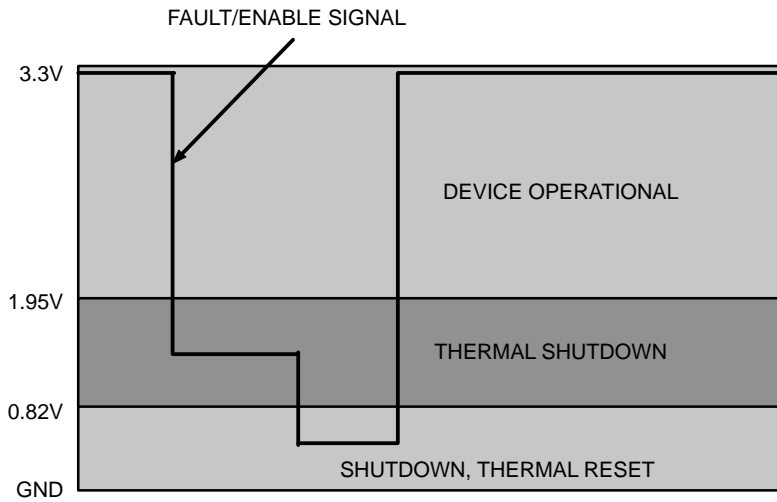 FAULT/ENABLE SIGNAL
3.3V
DEVICE OPERATIONAL
1.95V
THERMAL SHUTDOWN
0.82V
SHUTDOWN, THERMAL RESET
GND